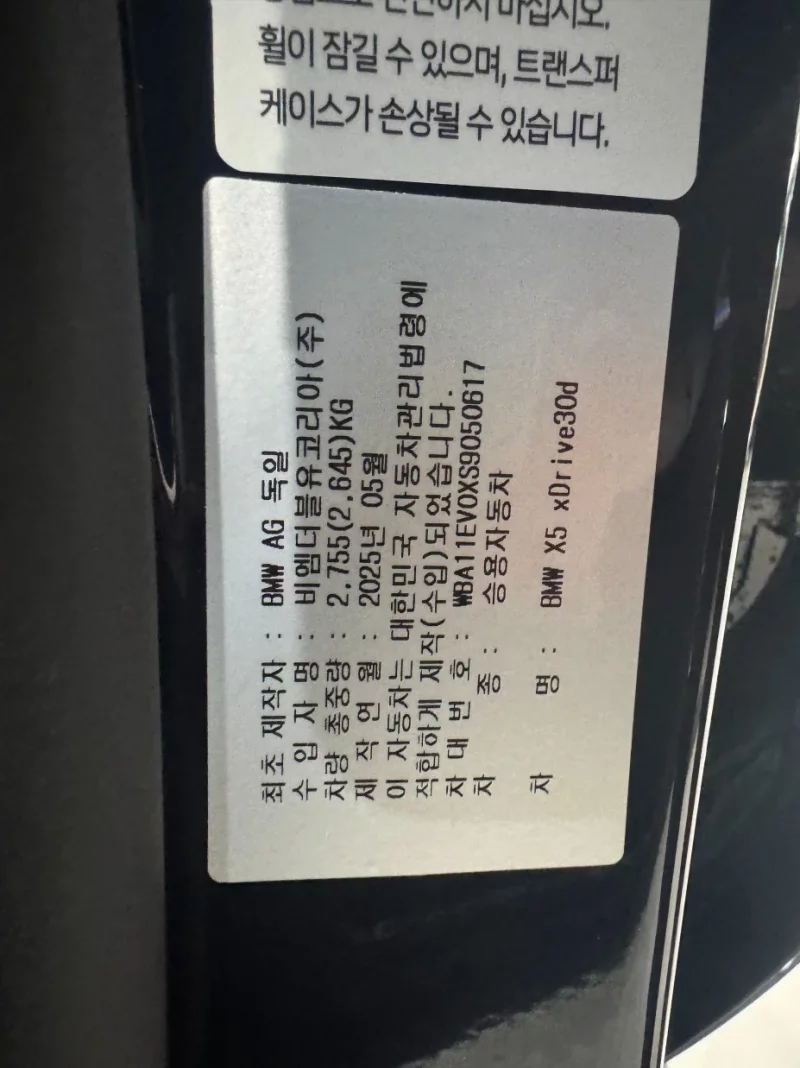 휠이 잠길 수 있으며, 트랜스퍼
케이스가 손상될 수 있습니다.
최초 제작자 : BMW AG 독일
수 입 자 명 : 비엠더블유코리아(주)
차량 총중량 : 2,755(2,645)KG
제 작 연 월 : 2025년 05월
이 자동차는 대한민국 자동차관리법령에
적합하게 제작(수입)되었습니다.
차 대 번 호 : WBA11EV0XS9050617
차 종 : 승용자동차
차 명 : BMW X5 xDrive30d